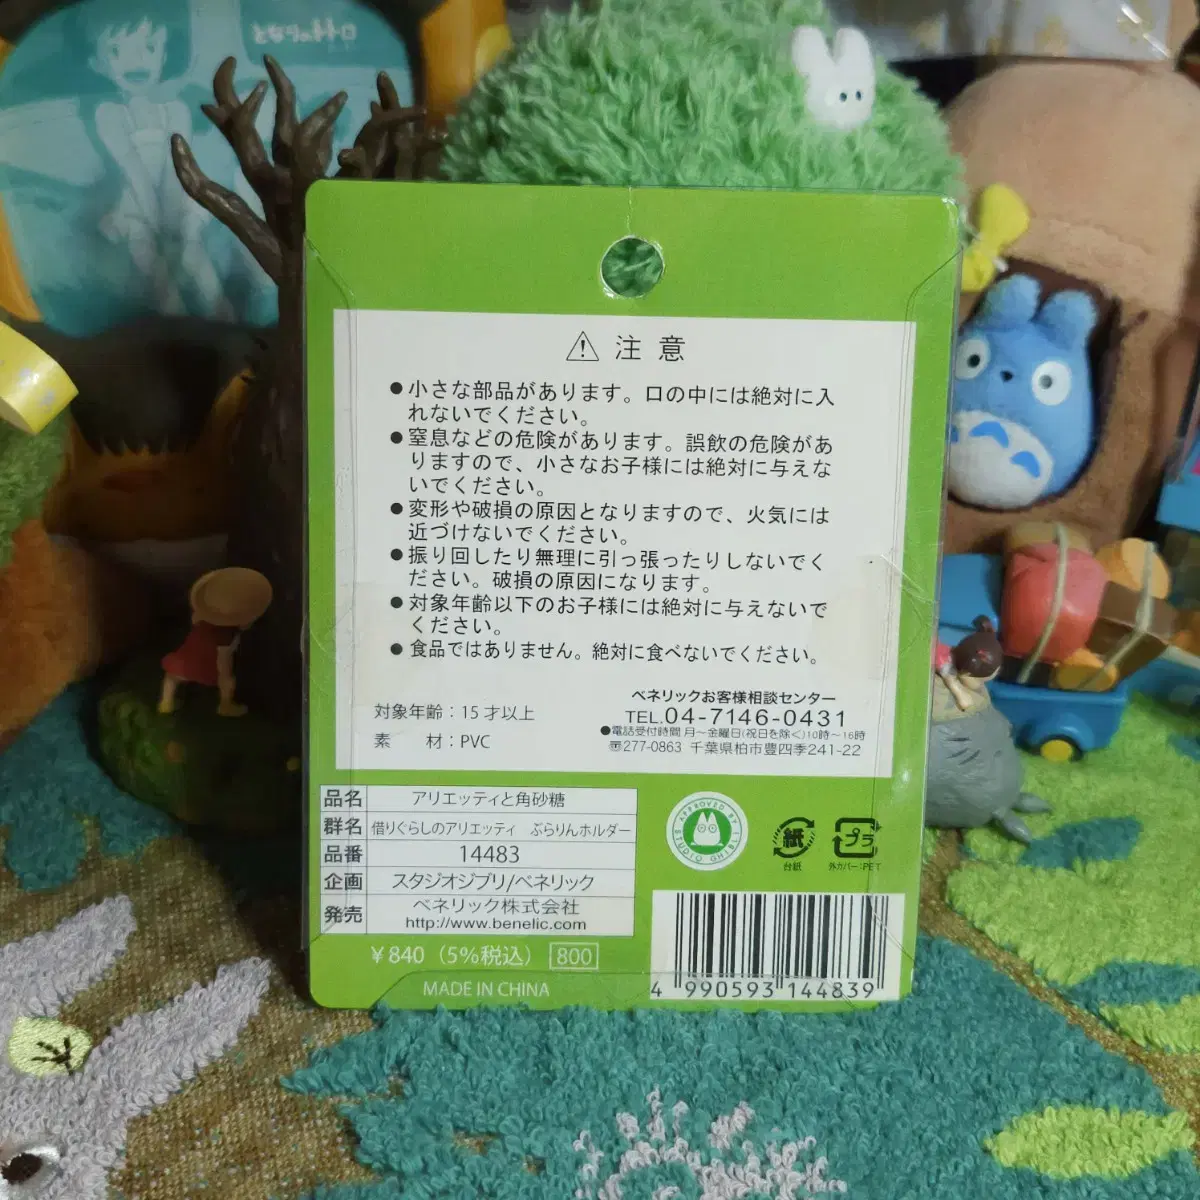 となりのトトロ
注意
●小さな部品があります。口の中には絶対に入
れないでください。
●窒息などの危険があります。誤飲の危険があ
りますので、小さなお子様には絶対に与えな
いでください。
●変形や破損の原因となりますので、火気には
近づけないでください。
●振り回したり無理に引っ張ったりしないでく
ださい。破損の原因になります。
●対象年齢以下のお子様には絶対に与えないで
ください。
●食品ではありません。絶対に食べないでください。
対象年齢：15才以上
素　材：PVC
ベネリックお客様相談センター
TEL.04-7146-0431
●電話受付時間 月～金曜日(祝日を除く)10時～16時
〠277-0863 千葉県柏市豊四季241-22
品名 アリエッティと角砂糖
群名 借りぐらしのアリエッティ　ぶらりんホルダー
品番 14483
企画 スタジオジブリ/ベネリック
発売 ベネリック株式会社
http://www.benelic.com
￥840（5%税込） 800
MADE IN CHINA
APPROVED BY
STUDIO GHIBLI
紙
台紙
プラ
外カバー:PET
4 990593 144839